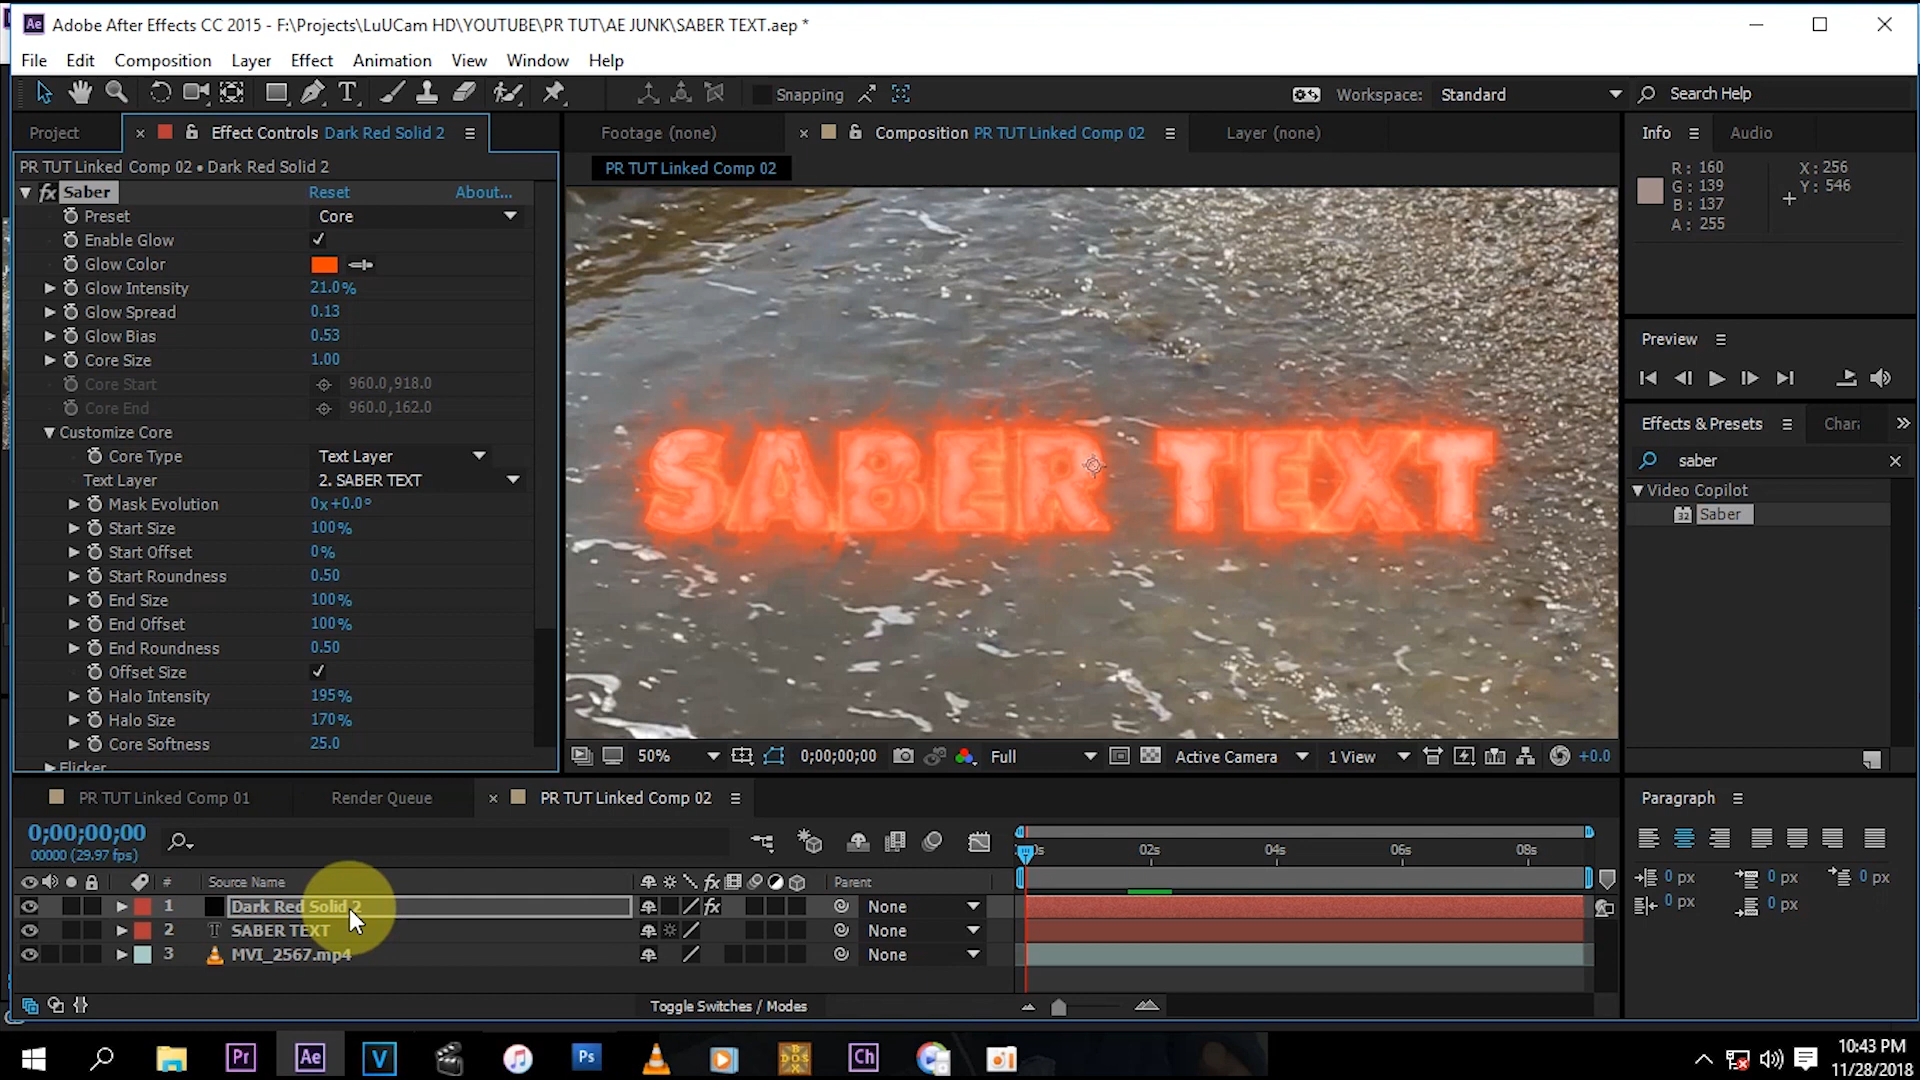 Ae Adobe After Effects CC 2015 - F:\Projects\LuUCam HD\YOUTUBE\PR TUT\AE JUNK\SABER TEXT.aep *
File Edit Composition Layer Effect Animation View Window Help
Snapping Workspace: Standard Search Help
Project Effect Controls Dark Red Solid 2 Footage (none) Composition PR TUT Linked Comp 02 Layer (none) Info Audio
PR TUT Linked Comp 02 • Dark Red Solid 2
PR TUT Linked Comp 02
R: 160 X: 256
G: 139 Y: 546
B: 137
A: 255
fx Saber Reset About...
Preset Core
Enable Glow
Glow Color
Glow Intensity 21.0%
Glow Spread 0.13
Glow Bias 0.53
Core Size 1.00
Core Start 960.0,918.0
Core End 960.0,162.0
Customize Core
Core Type Text Layer
Text Layer 2. SABER TEXT
Mask Evolution 0x+0.0°
Start Size 100%
Start Offset 0%
Start Roundness 0.50
End Size 100%
End Offset 100%
End Roundness 0.50
Offset Size
Halo Intensity 195%
Halo Size 170%
Core Softness 25.0
Flicker
SABER TEXT
Preview
Effects & Presets Chara
saber
Video Copilot
32 Saber
50% 0;00;00;00 Full Active Camera 1 View +0.0
PR TUT Linked Comp 01 Render Queue PR TUT Linked Comp 02
Paragraph
0;00;00;00
00000 (29.97 fps)
0s 02s 04s 06s 08s
# Source Name fx Parent
1 Dark Red Solid 2 fx None
2 T SABER TEXT None
3 MVI_2567.mp4 None
Toggle Switches / Modes
0 px 0 px 0 px
0 px 0 px
Pr Ae V Ps DOS Ch
10:43 PM
11/28/2018